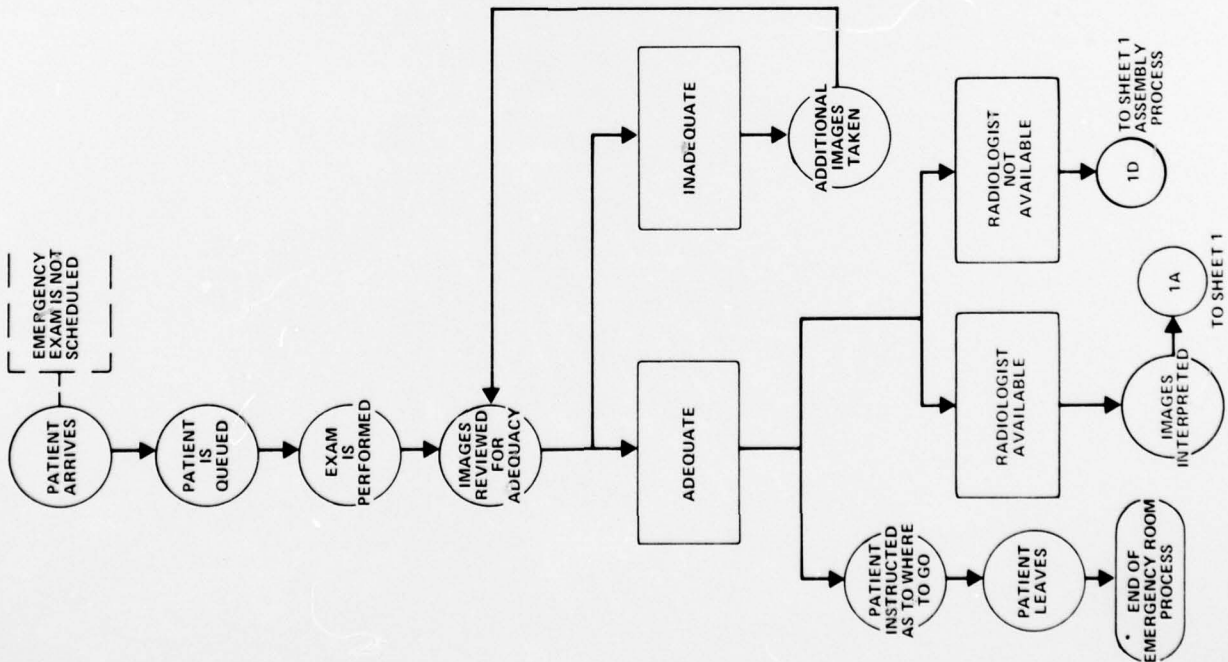 EMERGENCY
EXAM IS NOT
SCHEDULED
PATIENT
ARRIVES
PATIENT
IS
QUEUED
EXAM
IS
PERFORMED
IMAGES
REVIEWED
FOR
ADEQUACY
ADEQUATE
INADEQUATE
ADDITIONAL
IMAGES
TAKEN
PATIENT
INSTRUCTED
AS TO WHERE
TO GO
PATIENT
LEAVES
* END OF
EMERGENCY ROOM
PROCESS
RADIOLOGIST
AVAILABLE
IMAGES
INTERPRETED
1A
TO SHEET 1
RADIOLOGIST
NOT
AVAILABLE
1D
TO SHEET 1
ASSEMBLY
PROCESS